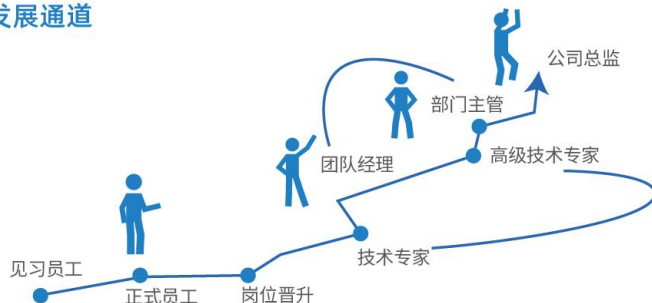 发展通道
公司总监
部门主管
高级技术专家
团队经理
技术专家
见习员工
正式员工
岗位晋升